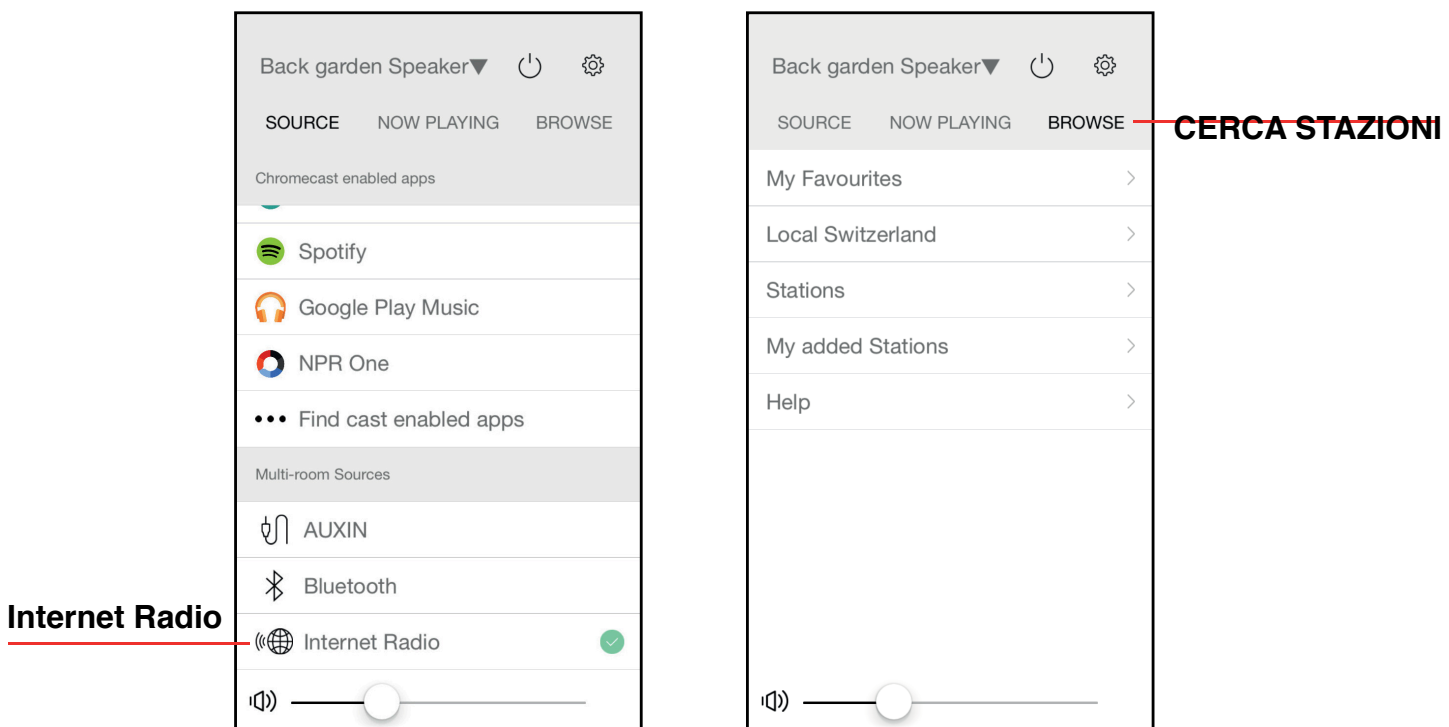 Back garden Speaker▼
SOURCE NOW PLAYING BROWSE
Chromecast enabled apps
Spotify
Google Play Music
NPR One
Find cast enabled apps
Multi-room Sources
AUXIN
Bluetooth
Internet Radio
Internet Radio
Back garden Speaker▼
SOURCE NOW PLAYING BROWSE
CERCA STAZIONI
My Favourites
Local Switzerland
Stations
My added Stations
Help